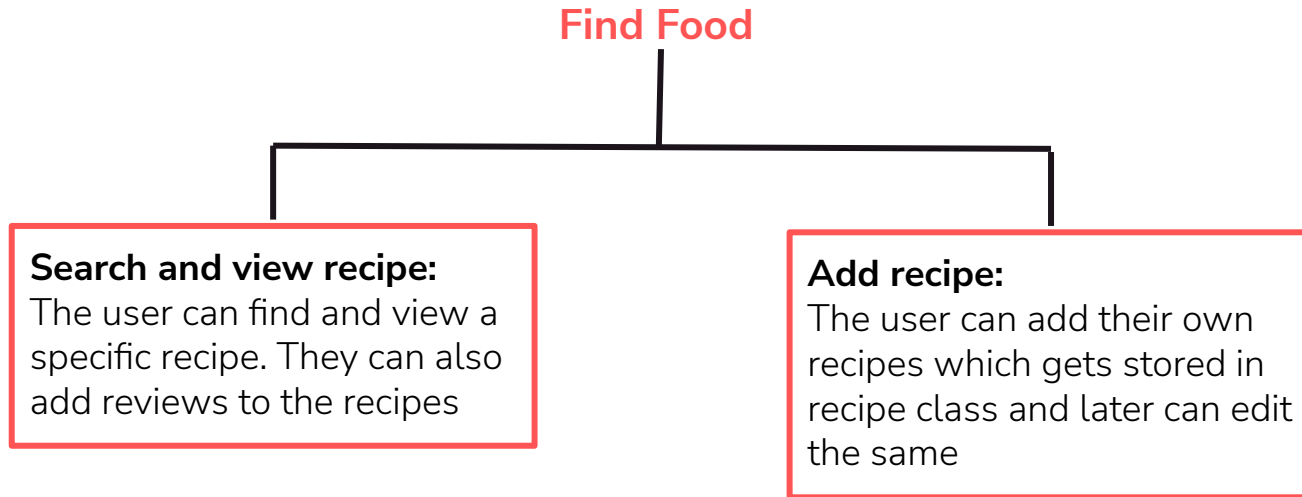 Find Food
Search and view recipe:
The user can find and view a
specific recipe. They can also
add reviews to the recipes
Add recipe:
The user can add their own
recipes which gets stored in
recipe class and later can edit
the same